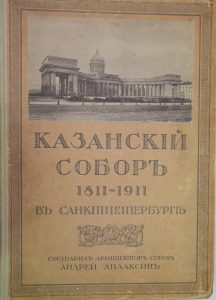 КАЗАНСКІЙ
СОБОРЪ
1811=1911
ВЪ САНКТПЕТЕРБУРГѢ
СОСТАВИЛЪ АРХИТЕКТОРЪ СОБОРА
АНДРЕЙ АПЛАКСИНЪ